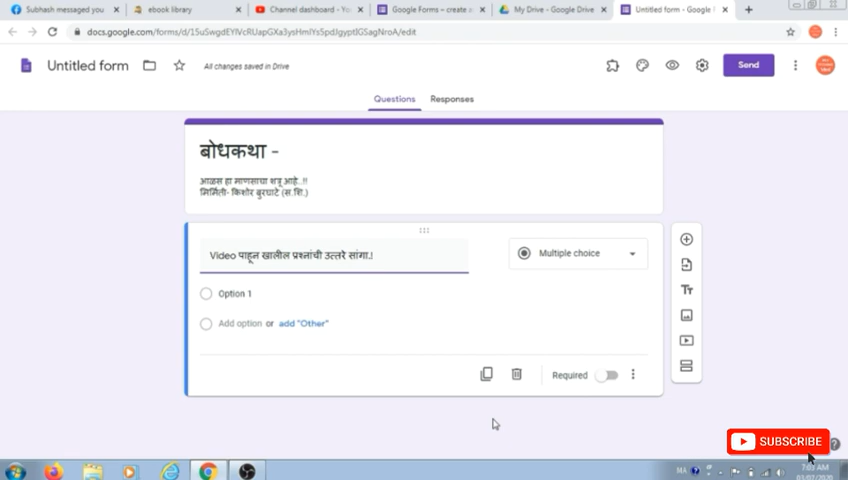 Subhash messaged you
ebook library
Channel dashboard - Yo
Google Forms – create a
My Drive - Google Drive
Untitled form - Google F
docs.google.com/forms/d/15uSwgdEYlVcRUapGXa3ysHmlYs5pdJgyptIGSagNroA/edit
Untitled form
All changes saved in Drive
Send
Questions
Responses
बोधकथा -
आळस हा माणसाचा शत्रू आहे..!!
मिर्मिती- किशोर बुरघाटे (स.शि.)
Video पाहून खालील प्रश्नांची उत्तरे सांगा.!
Multiple choice
Option 1
Add option or add "Other"
Required
SUBSCRIBE
MA
7:03 AM